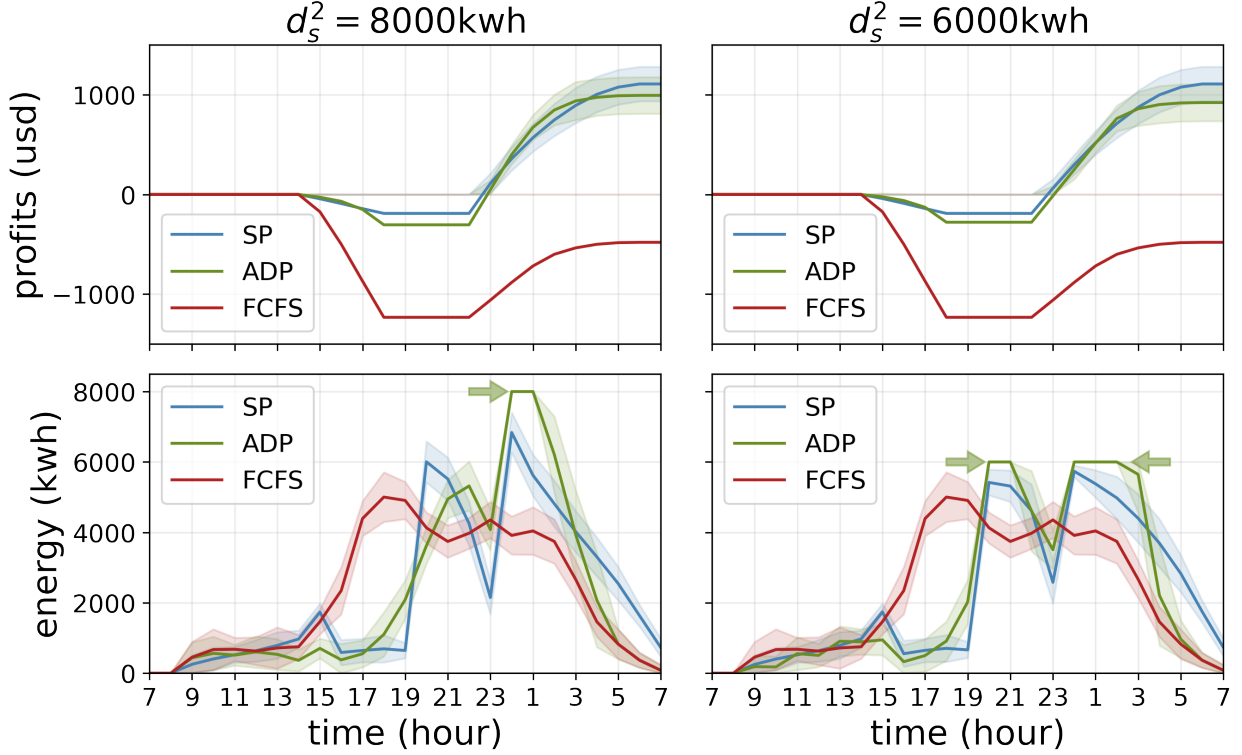 d_s^2 = 8000kwh
d_s^2 = 6000kwh
profits (usd)
1000
0
−1000
SP
ADP
FCFS
SP
ADP
FCFS
energy (kwh)
8000
6000
4000
2000
0
SP
ADP
FCFS
SP
ADP
FCFS
7 9 11 13 15 17 19 21 23 1 3 5 7
7 9 11 13 15 17 19 21 23 1 3 5 7
time (hour)
time (hour)